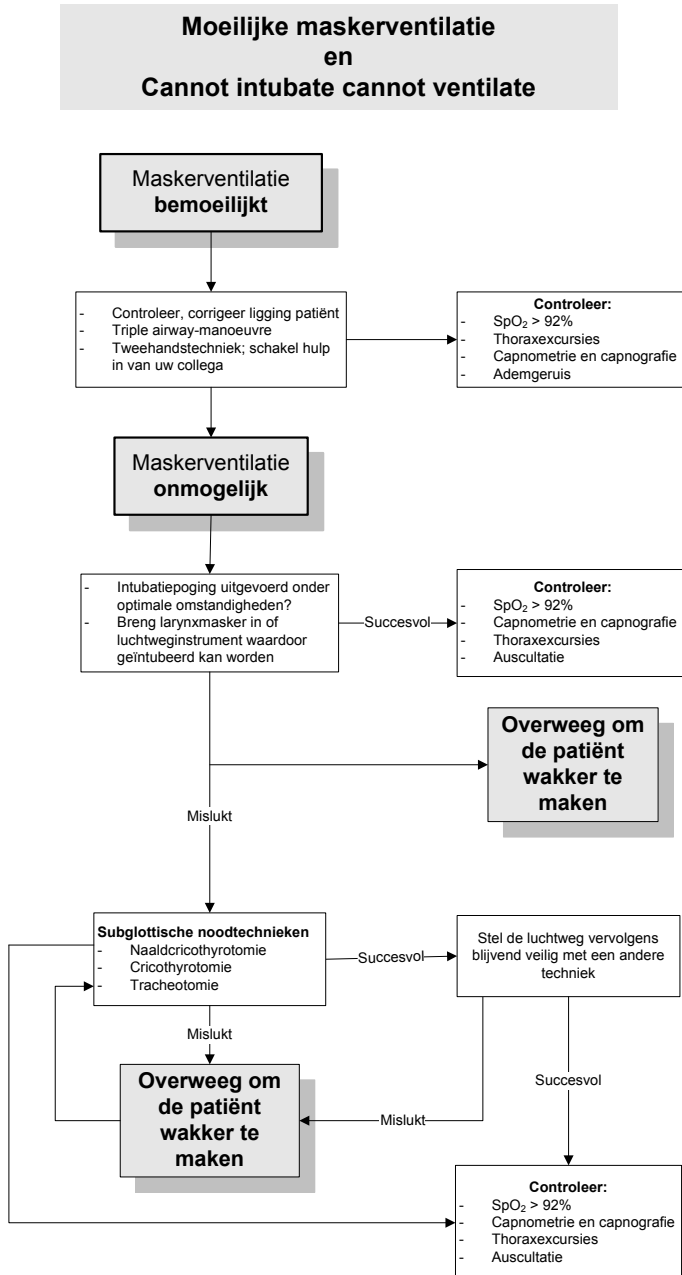 Moeilijke maskerventilatie
en
Cannot intubate cannot ventilate
Maskerventilatie
bemoeilijkt
- Controleer, corrigeer ligging patiënt
- Triple airway-manoeuvre
- Tweehandstechniek; schakel hulp
in van uw collega
Controleer:
- SpO₂ > 92%
- Thoraxexcursies
- Capnometrie en capnografie
- Ademgeruis
Maskerventilatie
onmogelijk
- Intubatiepoging uitgevoerd onder
optimale omstandigheden?
- Breng larynxmasker in of
luchtweginstrument waardoor
geïntubeerd kan worden
Succesvol
Controleer:
- SpO₂ > 92%
- Capnometrie en capnografie
- Thoraxexcursies
- Auscultatie
Overweeg om
de patiënt
wakker te
maken
Mislukt
Subglottische noodtechnieken
- Naaldcricothyrotomie
- Cricothyrotomie
- Tracheotomie
Succesvol
Stel de luchtweg vervolgens
blijvend veilig met een andere
techniek
Mislukt
Overweeg om
de patiënt
wakker te
maken
Mislukt
Succesvol
Controleer:
- SpO₂ > 92%
- Capnometrie en capnografie
- Thoraxexcursies
- Auscultatie